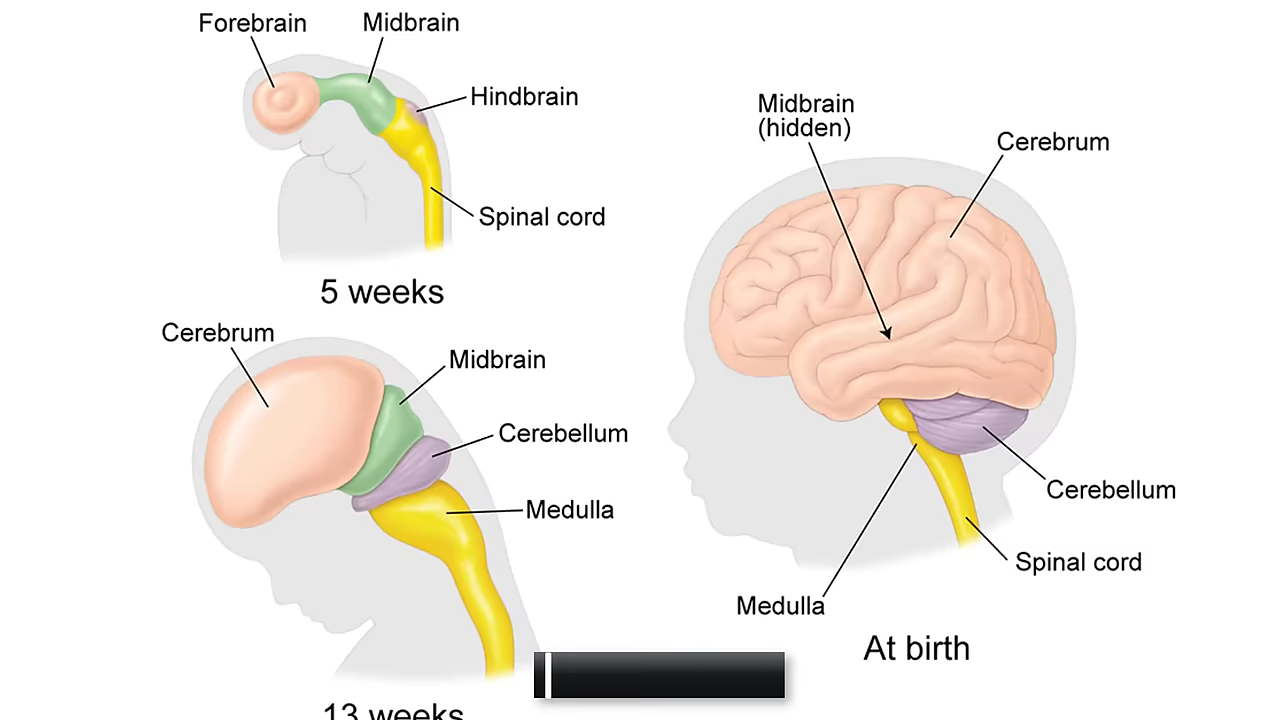 Forebrain
Midbrain
Hindbrain
Spinal cord
5 weeks
Cerebrum
Midbrain
Cerebellum
Medulla
13 weeks
Midbrain
(hidden)
Cerebrum
Cerebellum
Spinal cord
Medulla
At birth